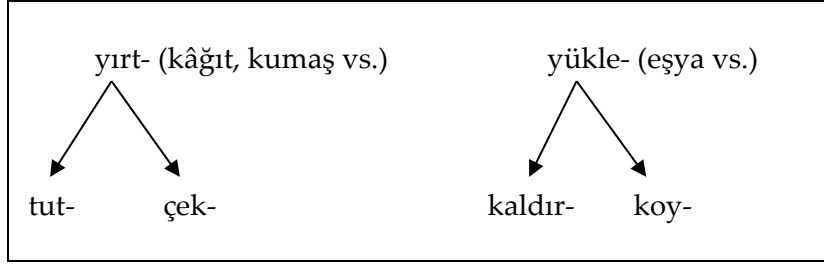 yırt- (kâğıt, kumaş vs.) yükle- (eşya vs.)
tut- çek- kaldır- koy-